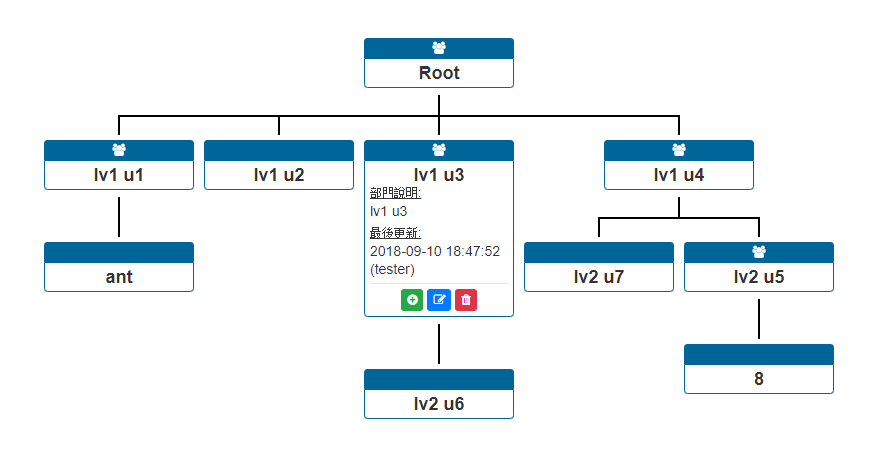 Root
lv1 u1
lv1 u2
lv1 u3
lv1 u4
部門說明:
lv1 u3
最後更新:
2018-09-10 18:47:52
(tester)
ant
lv2 u7
lv2 u5
lv2 u6
8